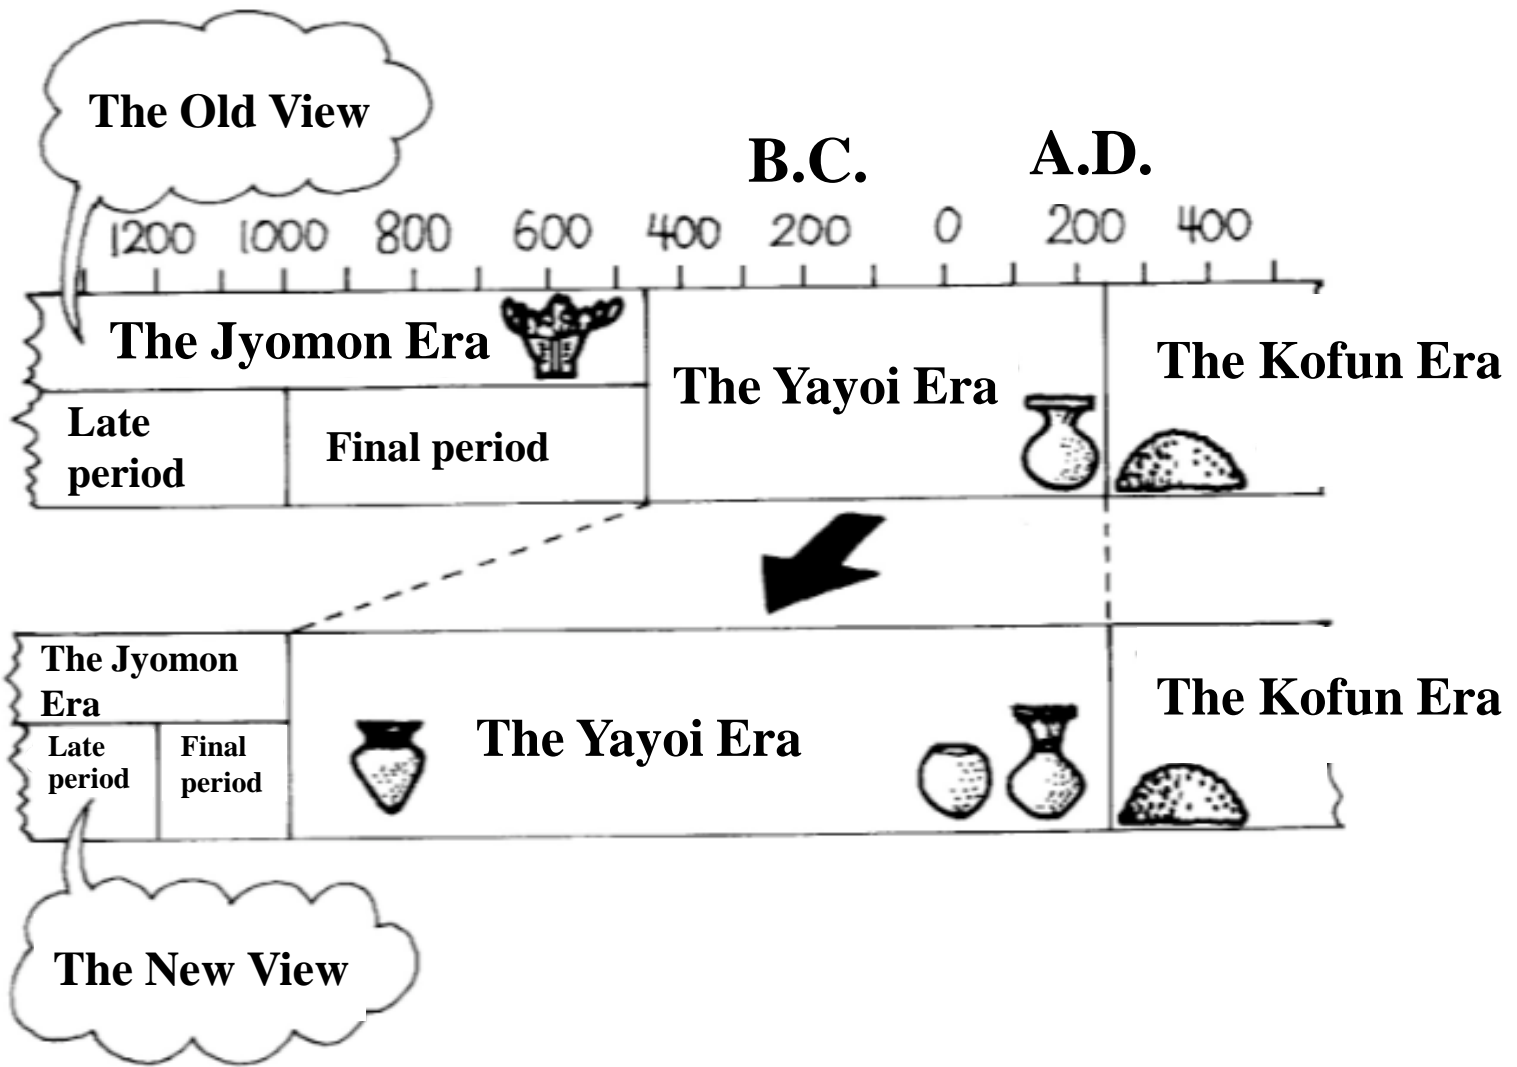 The Old View
B.C. A.D.
1200 1000 800 600 400 200 0 200 400
The Jyomon Era
The Yayoi Era
The Kofun Era
Late
period
Final period
The Jyomon
Era
Late
period
Final
period
The Yayoi Era
The Kofun Era
The New View